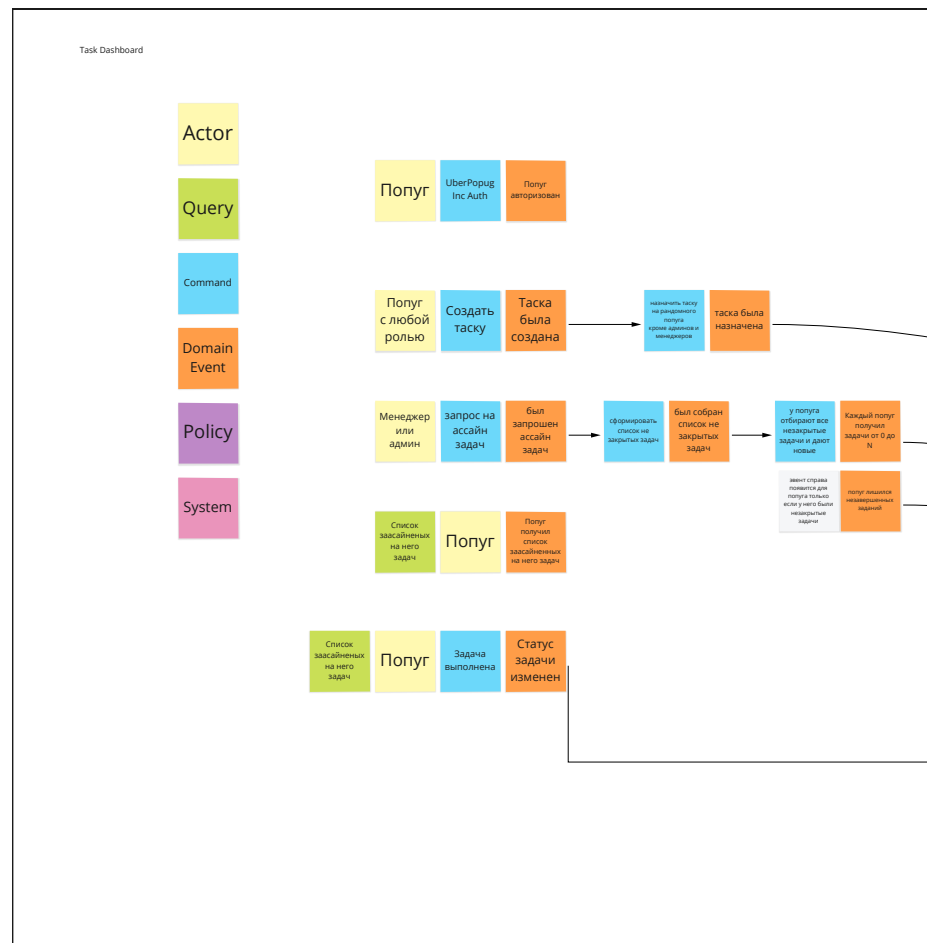 Task Dashboard
Actor
Query
Command
Domain
Event
Policy
System
Попуг
UberPopug
Inc Auth
Попуг
авторизован
Попуг
с любой
ролью
Создать
таску
Таска
была
создана
назначить таску
на рандомного
попуга
кроме админов и
менеджеров
таска была
назначена
Менеджер
или
админ
запрос на
ассайн
задач
был
запрошен
ассайн
задач
сформировать
список не
закрытых задач
был собран
список не
закрытых
задач
у попуга
отбирают все
незакрытые
задачи и дают
новые
Каждый попуг
получил
задачи от 0 до
N
эвент справа
появится для
попуга только
если у него были
незакрытые
задачи
попуг лишился
незавершенных
заданий
Список
заасайненых
на него
задач
Попуг
Попуг
получил
список
заасайненных
на него задач
Список
заасайненых
на него
задач
Попуг
Задача
выполнена
Статус
задачи
изменен